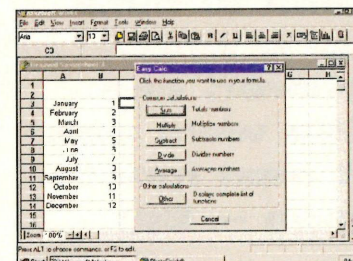 File Edit View Insert Format Tools Window Help
C3
Easy Calc
Click the function you want to use in your formula.
Common calculations
Sum Totals numbers
Multiply Multiplies numbers
Subtract Subtracts numbers
Divide Divides numbers
Average Averages numbers
Other calculations
Other Displays complete list of functions
Cancel
A B G H
1
2
3 January 1
4 February 2
5 March 3
6 April 4
7 May 5
8 June 6
9 July 7
10 August 8
11 September 9
12 October 10
13 November 11
14 December 12
15
16
Zoom 100%
Press ALT to choose commands, or F2 to edit.